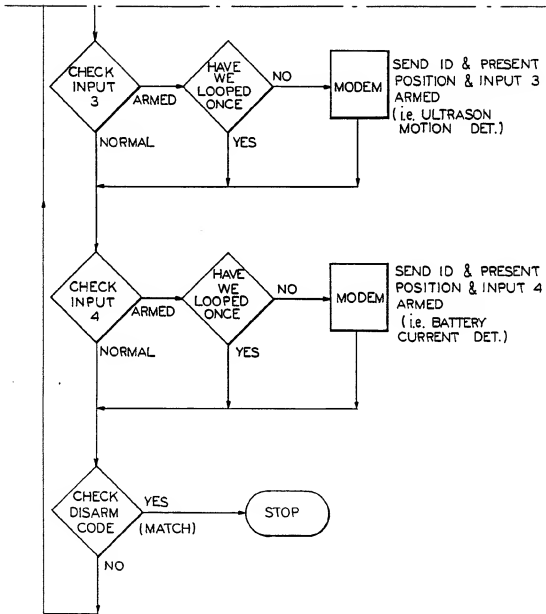 CHECK
INPUT
3
ARMED
HAVE
WE
LOOPED
ONCE
NO
MODEM
SEND ID & PRESENT
POSITION & INPUT 3
ARMED
(i.e. ULTRASON
MOTION DET.)
NORMAL
YES
CHECK
INPUT
4
ARMED
HAVE
WE
LOOPED
ONCE
NO
MODEM
SEND ID & PRESENT
POSITION & INPUT 4
ARMED
(i.e. BATTERY
CURRENT DET.)
NORMAL
YES
CHECK
DISARM
CODE
YES
(MATCH)
STOP
NO